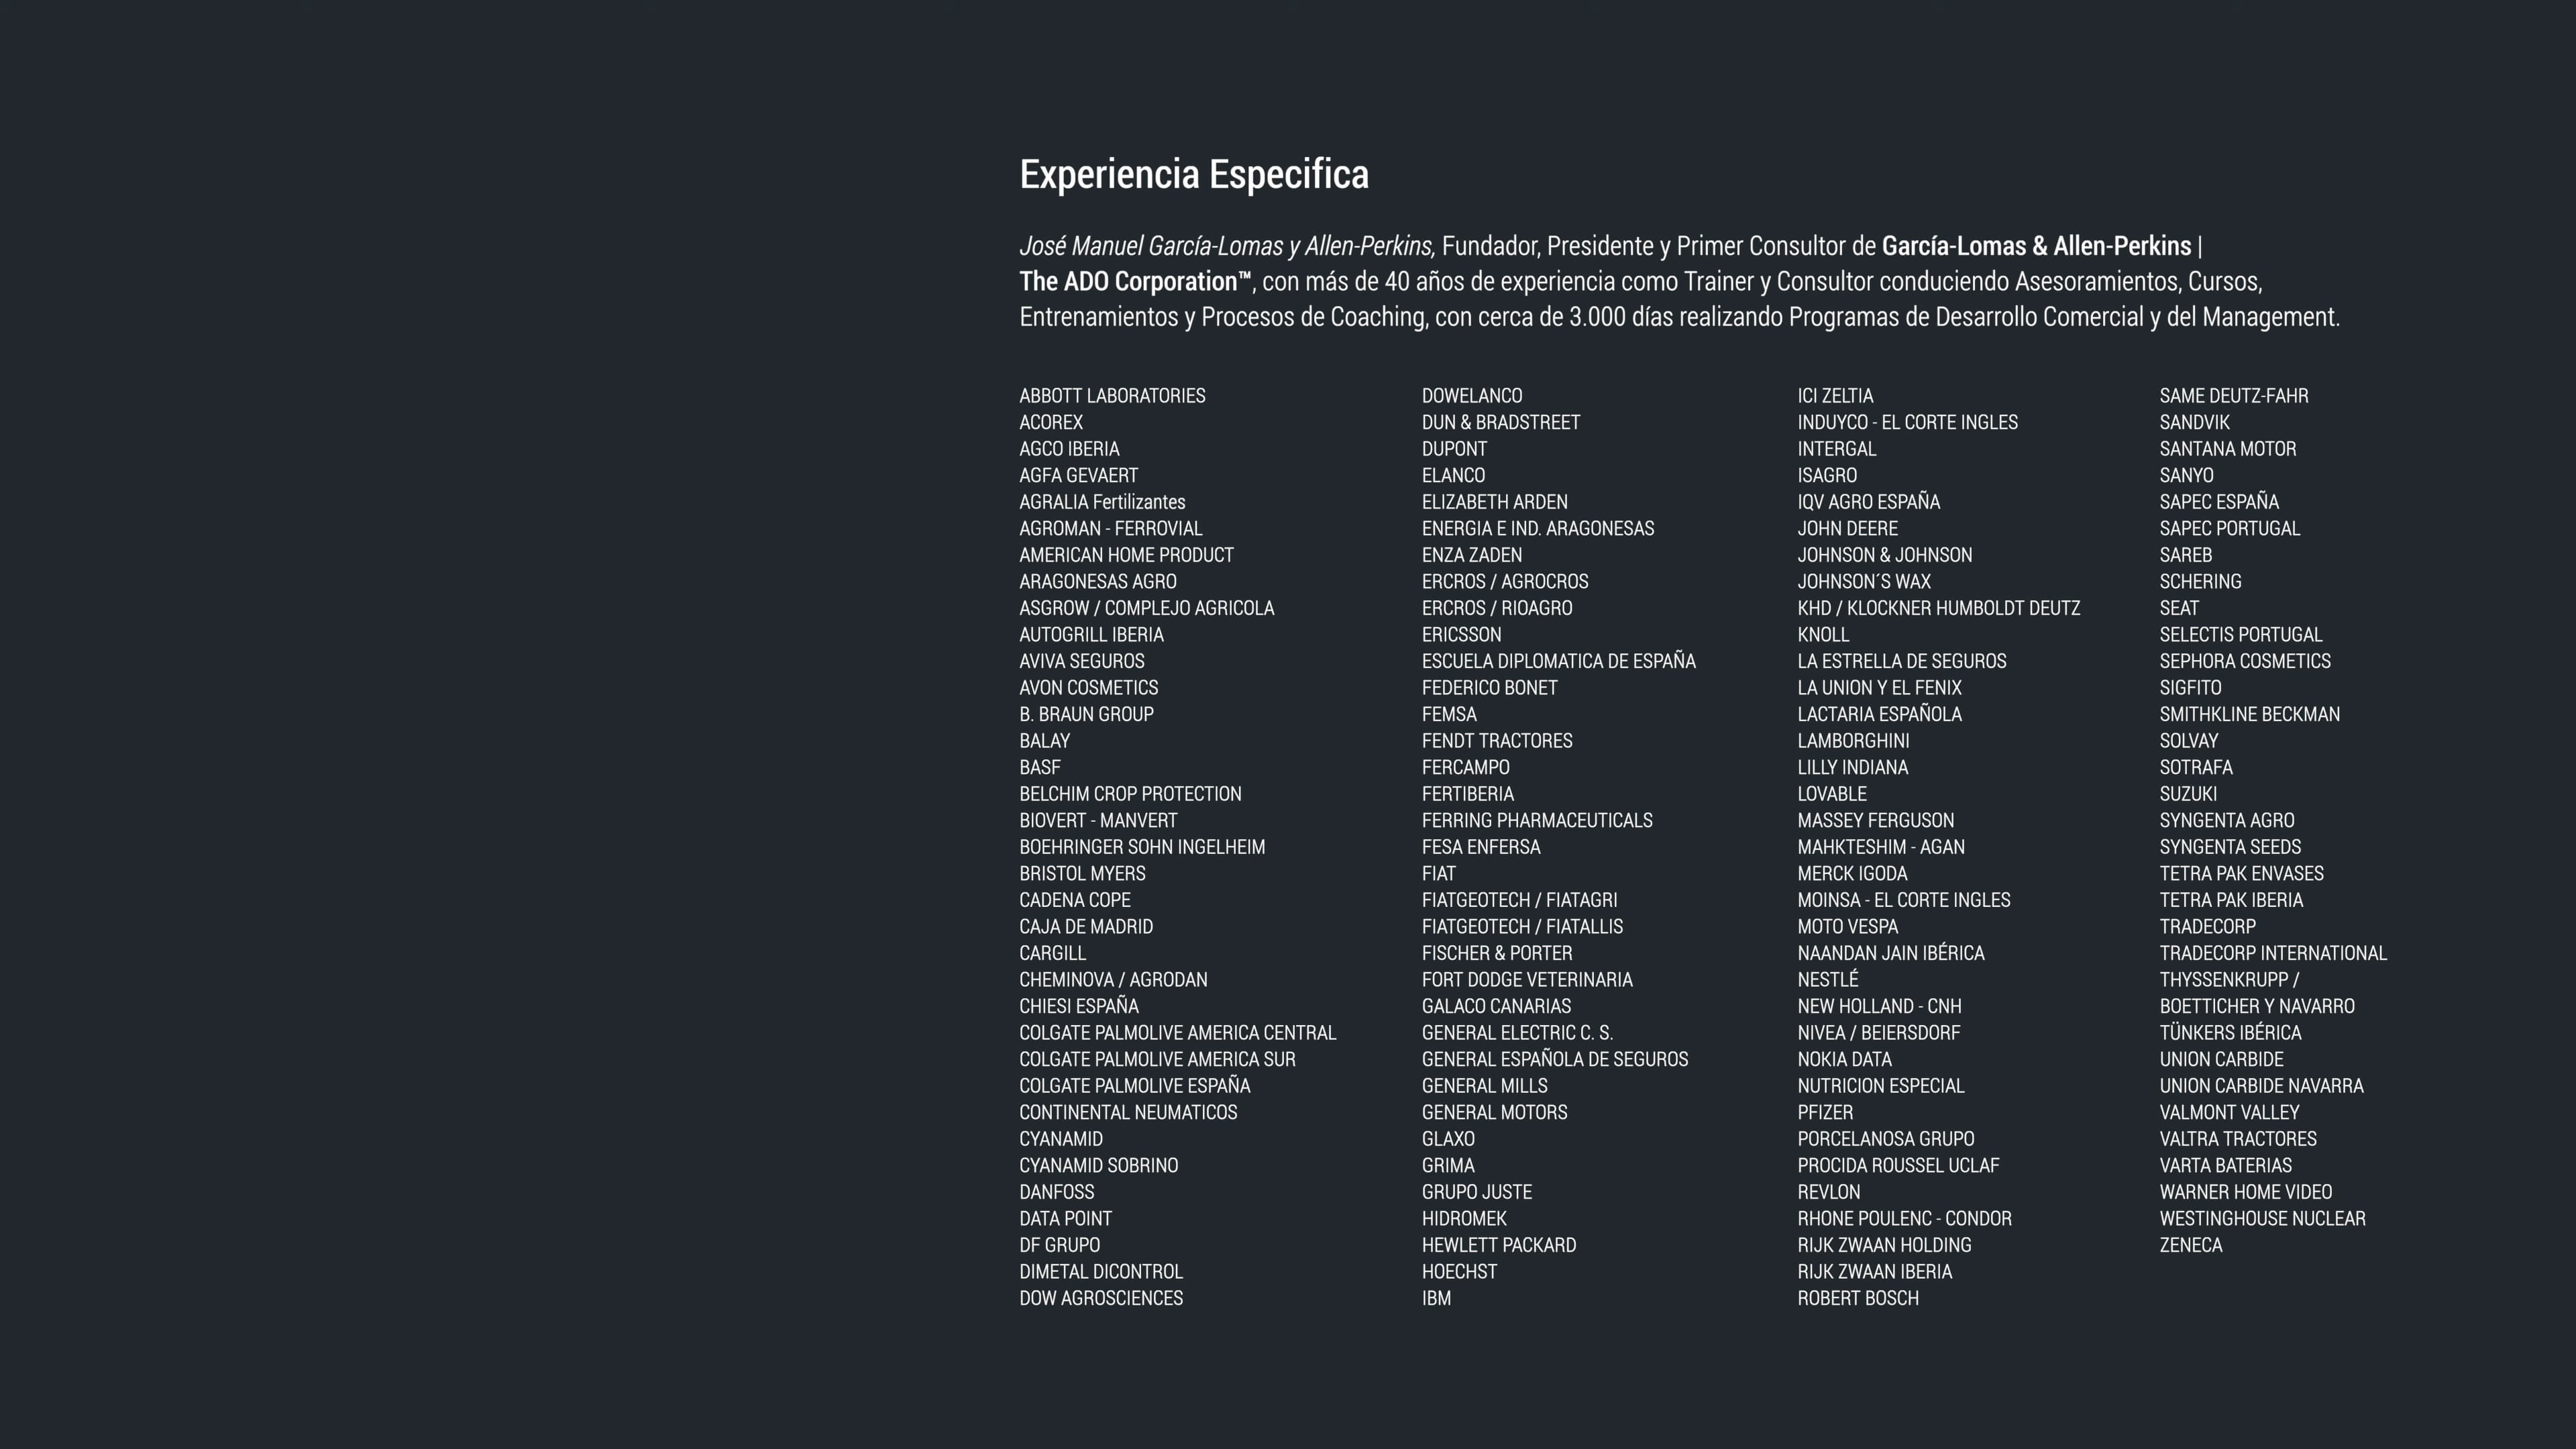 Experiencia Especifica
José Manuel García-Lomas y Allen-Perkins, Fundador, Presidente y Primer Consultor de García-Lomas & Allen-Perkins |
The ADO Corporation™, con más de 40 años de experiencia como Trainer y Consultor conduciendo Asesoramientos, Cursos,
Entrenamientos y Procesos de Coaching, con cerca de 3.000 días realizando Programas de Desarrollo Comercial y del Management.
ABBOTT LABORATORIES
ACOREX
AGCO IBERIA
AGFA GEVAERT
AGRALIA Fertilizantes
AGROMAN - FERROVIAL
AMERICAN HOME PRODUCT
ARAGONESAS AGRO
ASGROW / COMPLEJO AGRICOLA
AUTOGRILL IBERIA
AVIVA SEGUROS
AVON COSMETICS
B. BRAUN GROUP
BALAY
BASF
BELCHIM CROP PROTECTION
BIOVERT - MANVERT
BOEHRINGER SOHN INGELHEIM
BRISTOL MYERS
CADENA COPE
CAJA DE MADRID
CARGILL
CHEMINOVA / AGRODAN
CHIESI ESPAÑA
COLGATE PALMOLIVE AMERICA CENTRAL
COLGATE PALMOLIVE AMERICA SUR
COLGATE PALMOLIVE ESPAÑA
CONTINENTAL NEUMATICOS
CYANAMID
CYANAMID SOBRINO
DANFOSS
DATA POINT
DF GRUPO
DIMETAL DICONTROL
DOW AGROSCIENCES
DOWELANCO
DUN & BRADSTREET
DUPONT
ELANCO
ELIZABETH ARDEN
ENERGIA E IND. ARAGONESAS
ENZA ZADEN
ERCROS / AGROCROS
ERCROS / RIOAGRO
ERICSSON
ESCUELA DIPLOMATICA DE ESPAÑA
FEDERICO BONET
FEMSA
FENDT TRACTORES
FERCAMPO
FERTIBERIA
FERRING PHARMACEUTICALS
FESA ENFERSA
FIAT
FIATGEOTECH / FIATAGRI
FIATGEOTECH / FIATALLIS
FISCHER & PORTER
FORT DODGE VETERINARIA
GALACO CANARIAS
GENERAL ELECTRIC C. S.
GENERAL ESPAÑOLA DE SEGUROS
GENERAL MILLS
GENERAL MOTORS
GLAXO
GRIMA
GRUPO JUSTE
HIDROMEK
HEWLETT PACKARD
HOECHST
IBM
ICI ZELTIA
INDUYCO - EL CORTE INGLES
INTERGAL
ISAGRO
IQV AGRO ESPAÑA
JOHN DEERE
JOHNSON & JOHNSON
JOHNSON´S WAX
KHD / KLOCKNER HUMBOLDT DEUTZ
KNOLL
LA ESTRELLA DE SEGUROS
LA UNION Y EL FENIX
LACTARIA ESPAÑOLA
LAMBORGHINI
LILLY INDIANA
LOVABLE
MASSEY FERGUSON
MAHKTESHIM - AGAN
MERCK IGODA
MOINSA - EL CORTE INGLES
MOTO VESPA
NAANDAN JAIN IBÉRICA
NESTLÉ
NEW HOLLAND - CNH
NIVEA / BEIERSDORF
NOKIA DATA
NUTRICION ESPECIAL
PFIZER
PORCELANOSA GRUPO
PROCIDA ROUSSEL UCLAF
REVLON
RHONE POULENC - CONDOR
RIJK ZWAAN HOLDING
RIJK ZWAAN IBERIA
ROBERT BOSCH
SAME DEUTZ-FAHR
SANDVIK
SANTANA MOTOR
SANYO
SAPEC ESPAÑA
SAPEC PORTUGAL
SAREB
SCHERING
SEAT
SELECTIS PORTUGAL
SEPHORA COSMETICS
SIGFITO
SMITHKLINE BECKMAN
SOLVAY
SOTRAFA
SUZUKI
SYNGENTA AGRO
SYNGENTA SEEDS
TETRA PAK ENVASES
TETRA PAK IBERIA
TRADECORP
TRADECORP INTERNATIONAL
THYSSENKRUPP /
BOETTICHER Y NAVARRO
TÜNKERS IBÉRICA
UNION CARBIDE
UNION CARBIDE NAVARRA
VALMONT VALLEY
VALTRA TRACTORES
VARTA BATERIAS
WARNER HOME VIDEO
WESTINGHOUSE NUCLEAR
ZENECA